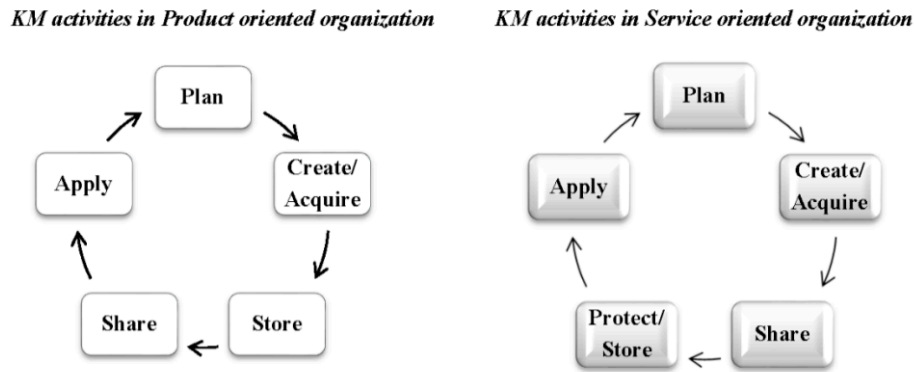 KM activities in Product oriented organization
Plan
Create/
Acquire
Store
Share
Apply
KM activities in Service oriented organization
Plan
Create/
Acquire
Share
Protect/
Store
Apply